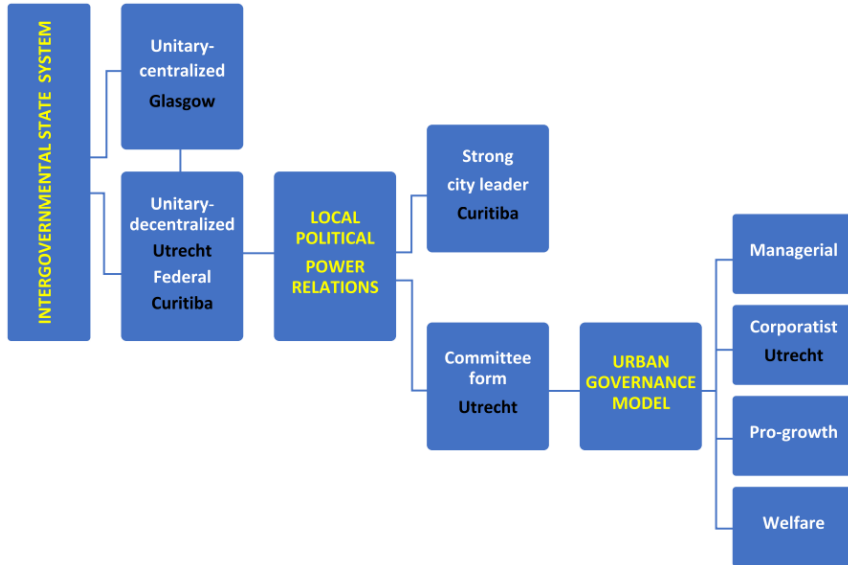 INTERGOVERNMENTAL STATE SYSTEM
Unitary-
centralized
Glasgow
Unitary-
decentralized
Utrecht
Federal
Curitiba
LOCAL
POLITICAL
POWER
RELATIONS
Strong
city leader
Curitiba
Committee
form
Utrecht
URBAN
GOVERNANCE
MODEL
Managerial
Corporatist
Utrecht
Pro-growth
Welfare